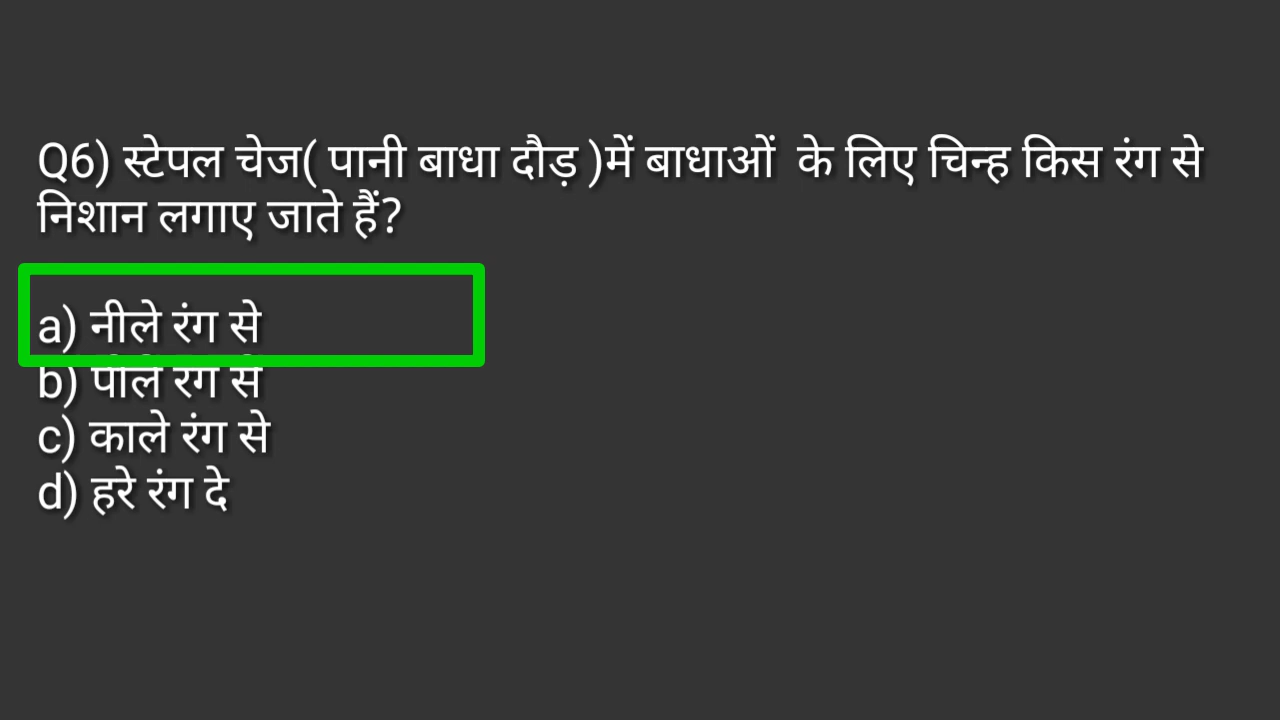 Q6) स्टेपल चेज( पानी बाधा दौड़ )में बाधाओं के लिए चिन्ह किस रंग से
निशान लगाए जाते हैं?
a) नीले रंग से
b) पीले रंग से
c) काले रंग से
d) हरे रंग दे